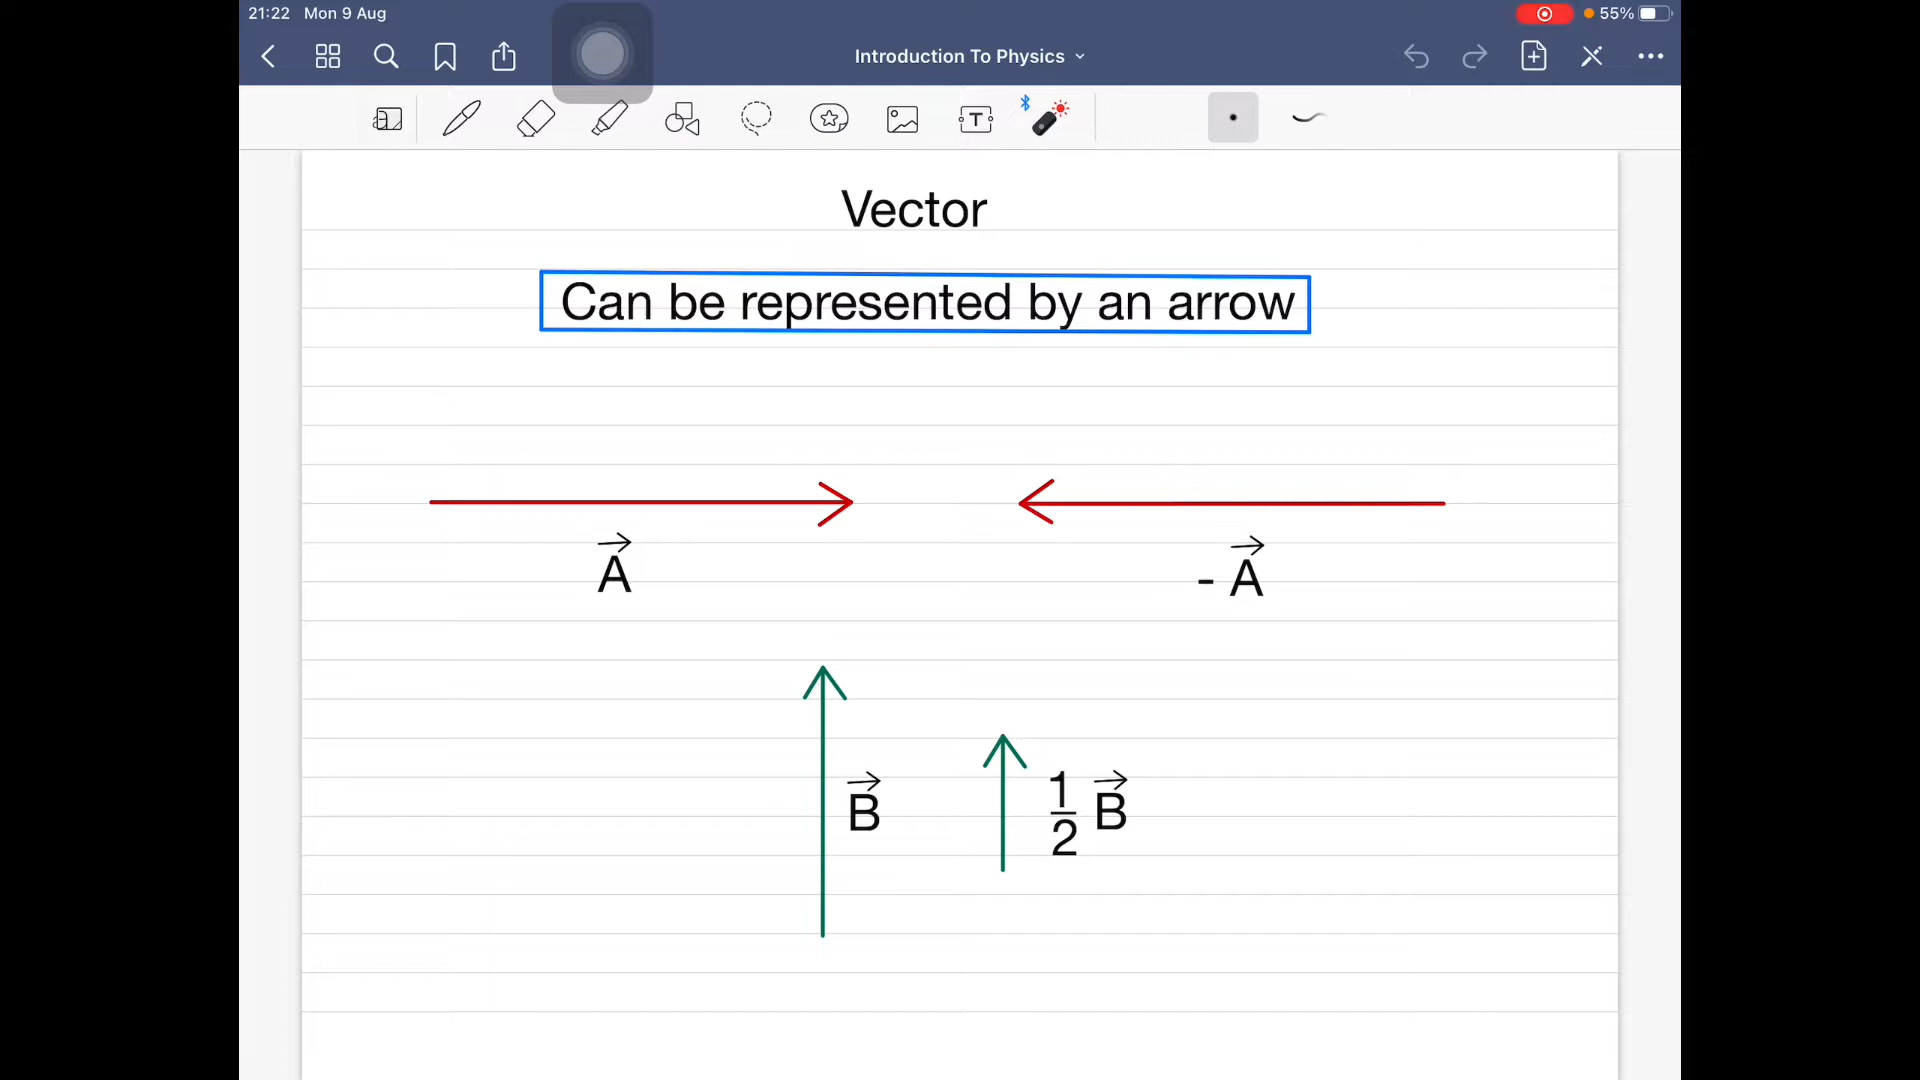 21:22 Mon 9 Aug
55%
Introduction To Physics
T
Vector
Can be represented by an arrow
A
- A
B
1/2 B